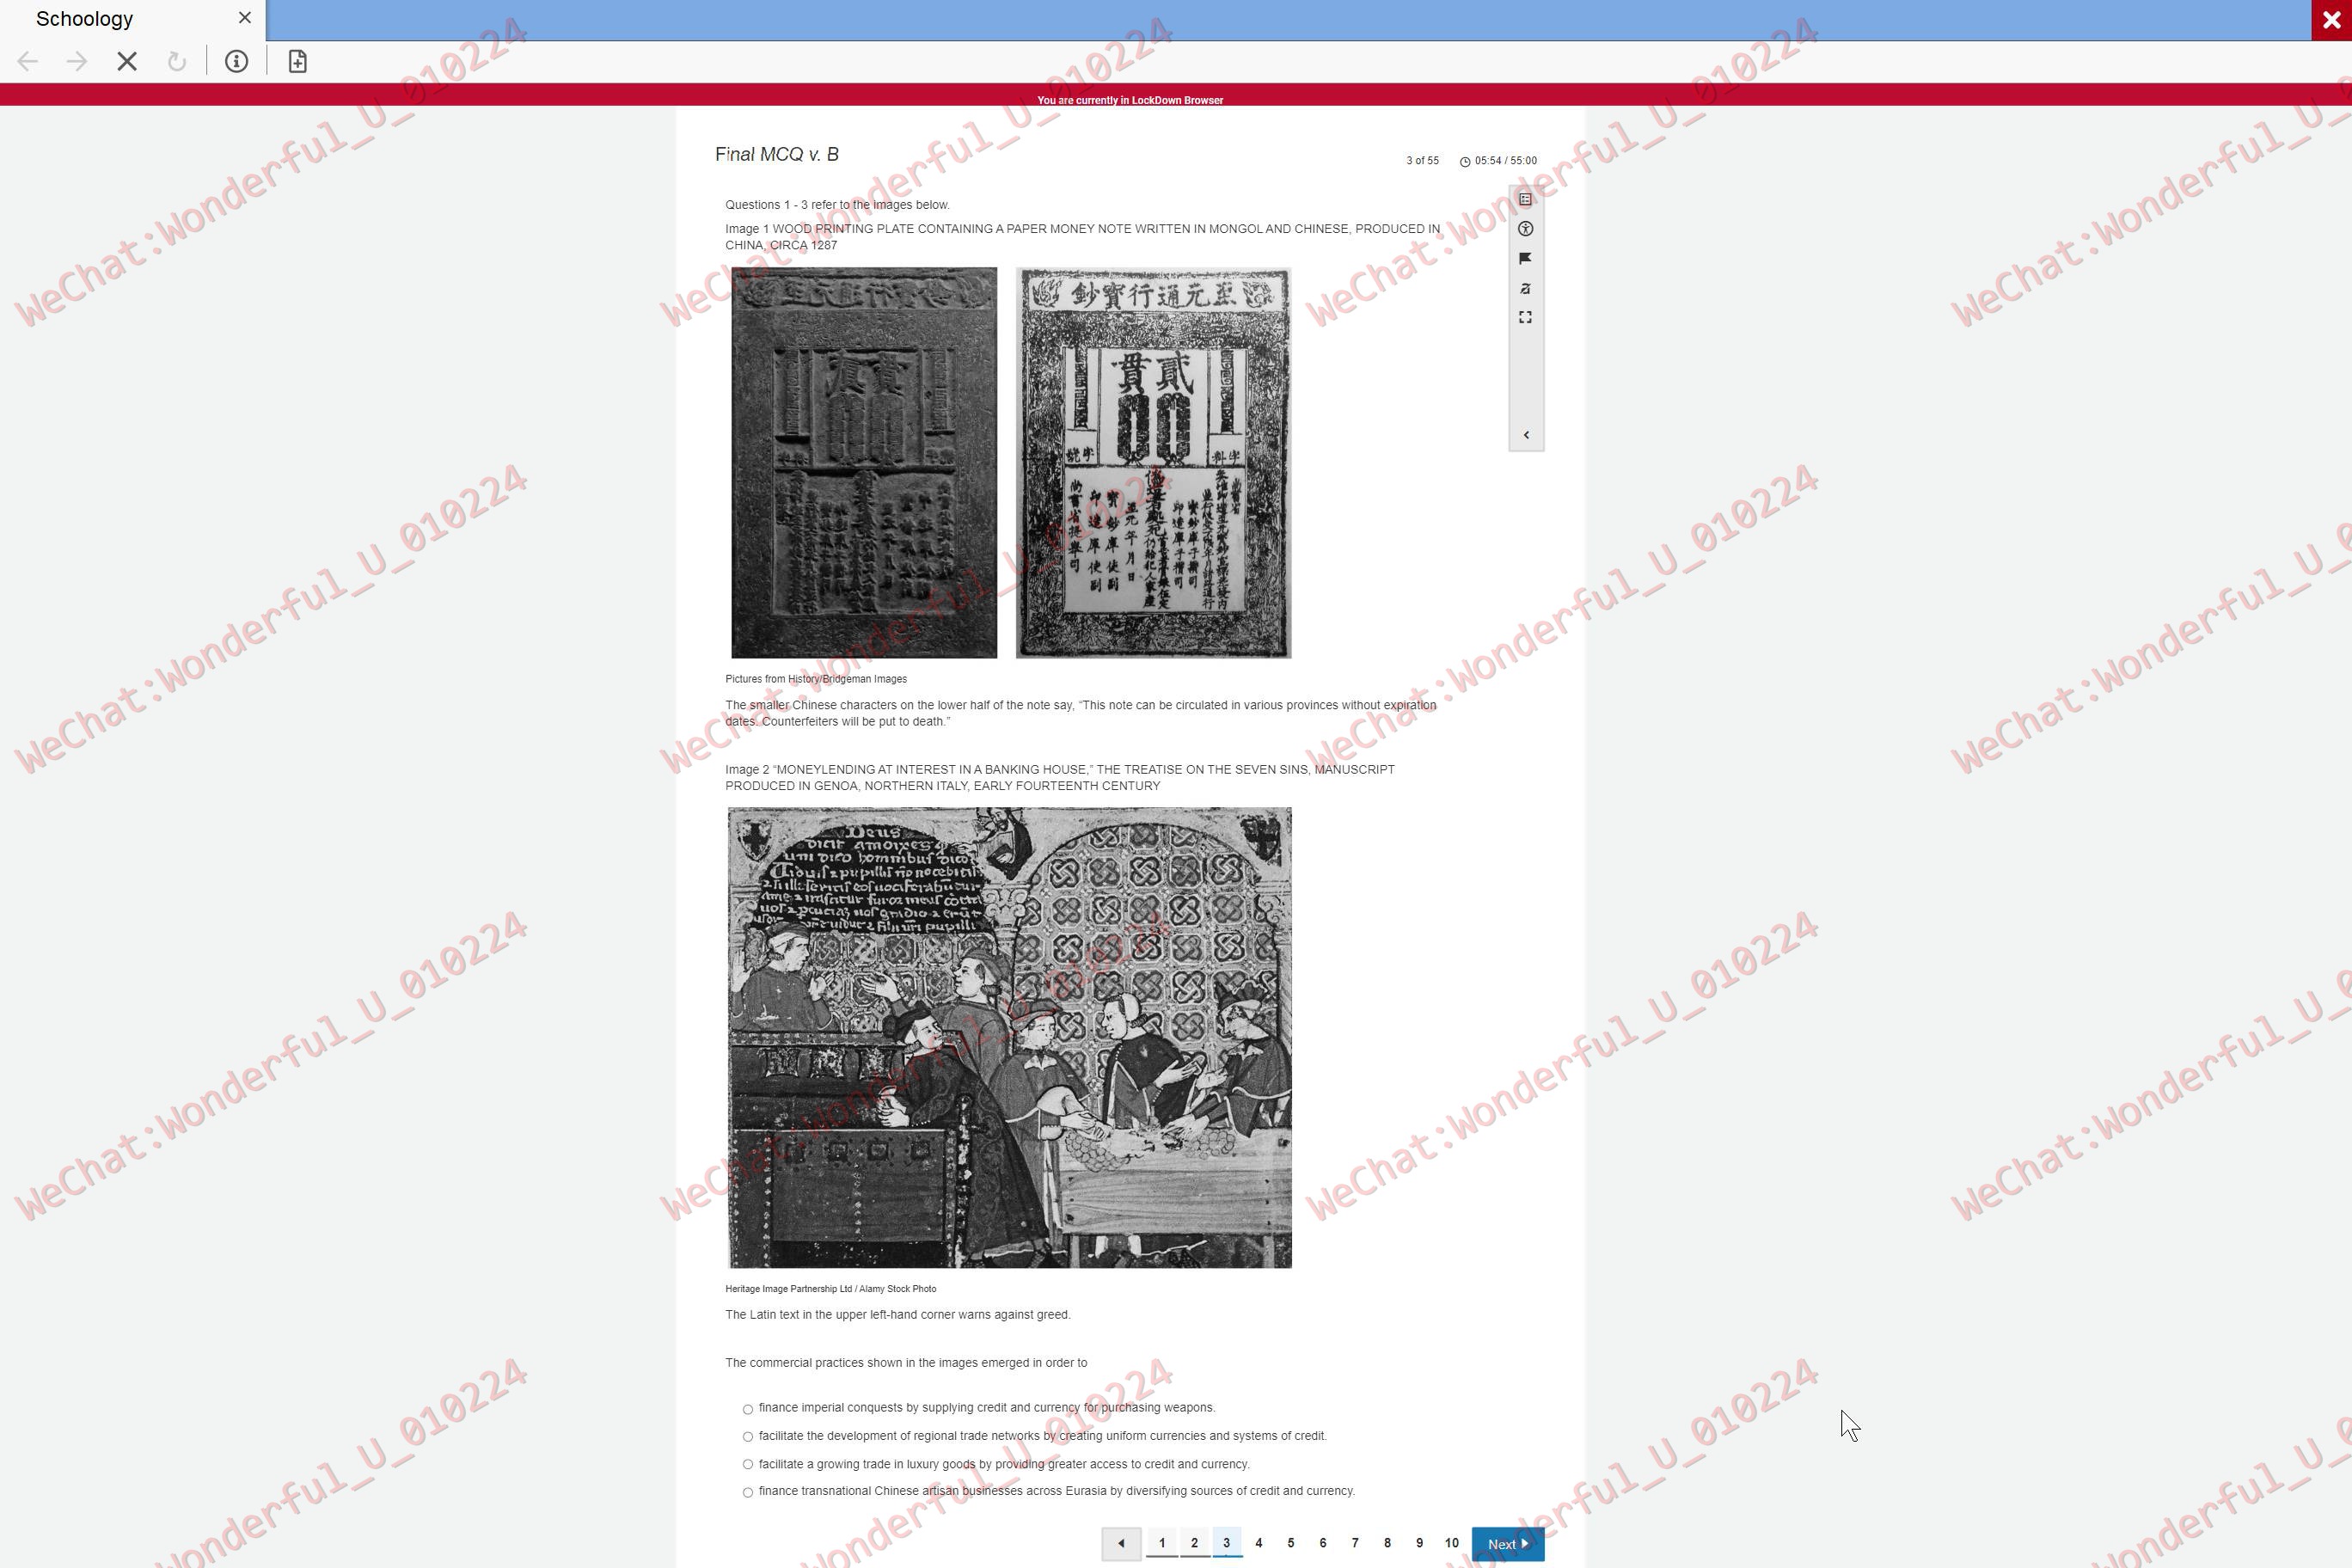 Schoology
You are currently in LockDown Browser
Final MCQ v. B
3 of 55
05:54 / 55:00
Questions 1 - 3 refer to the images below.
Image 1 WOOD PRINTING PLATE CONTAINING A PAPER MONEY NOTE WRITTEN IN MONGOL AND CHINESE, PRODUCED IN
CHINA, CIRCA 1287
鈔寶行通元至
貫貳
Pictures from History/Bridgeman Images
The smaller Chinese characters on the lower half of the note say, “This note can be circulated in various provinces without expiration
dates. Counterfeiters will be put to death.”
Image 2 “MONEYLENDING AT INTEREST IN A BANKING HOUSE,” THE TREATISE ON THE SEVEN SINS, MANUSCRIPT
PRODUCED IN GENOA, NORTHERN ITALY, EARLY FOURTEENTH CENTURY
Deus
Heritage Image Partnership Ltd / Alamy Stock Photo
The Latin text in the upper left-hand corner warns against greed.
The commercial practices shown in the images emerged in order to
finance imperial conquests by supplying credit and currency for purchasing weapons.
facilitate the development of regional trade networks by creating uniform currencies and systems of credit.
facilitate a growing trade in luxury goods by providing greater access to credit and currency.
finance transnational Chinese artisan businesses across Eurasia by diversifying sources of credit and currency.
1 2 3 4 5 6 7 8 9 10 Next
WeChat:Wonderful_U_010224